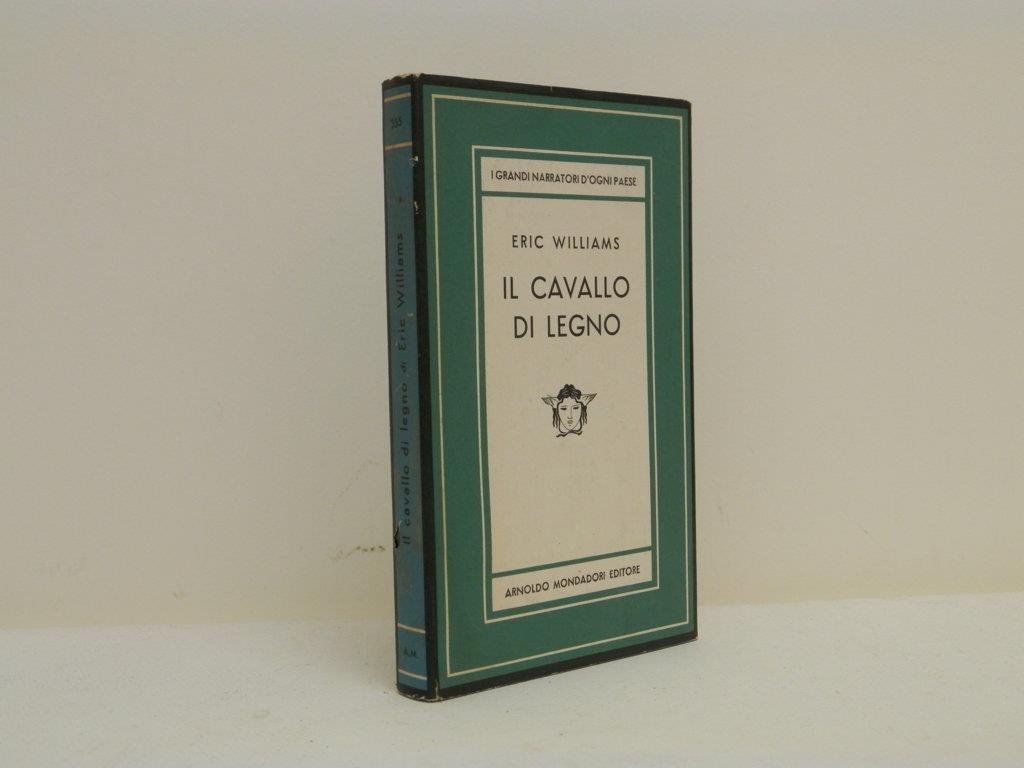 355
Il cavallo di legno di Eric Williams
A.M.
I GRANDI NARRATORI D'OGNI PAESE
ERIC WILLIAMS
IL CAVALLO
DI LEGNO
ARNOLDO MONDADORI EDITORE